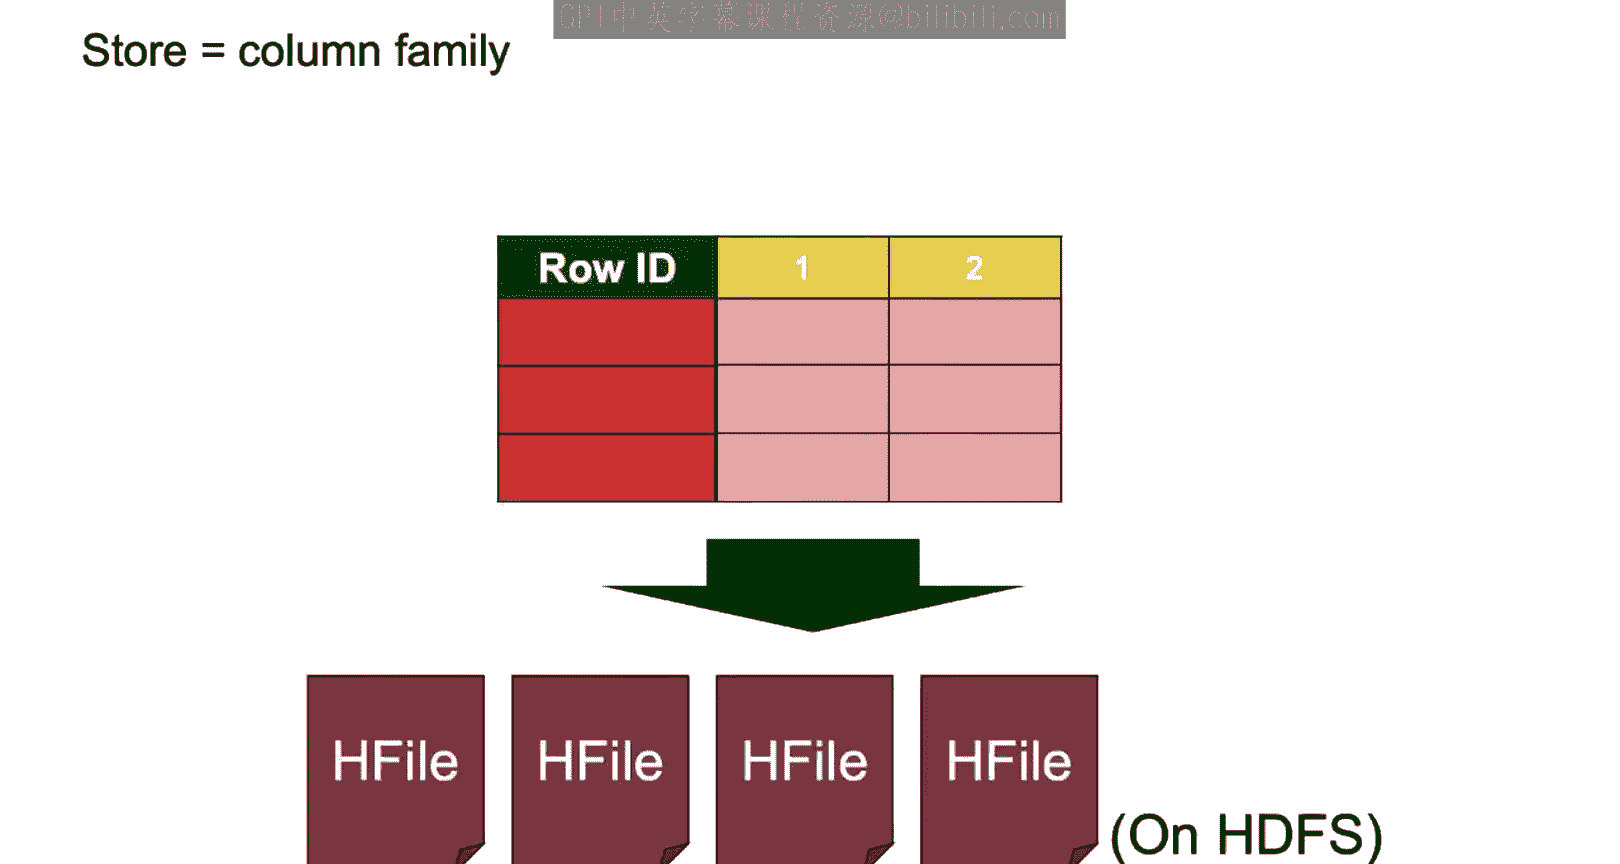 GPT中英字幕课程资源@bilibili.com
Store = column family
Row ID 1 2
HFile HFile HFile HFile
(On HDFS)